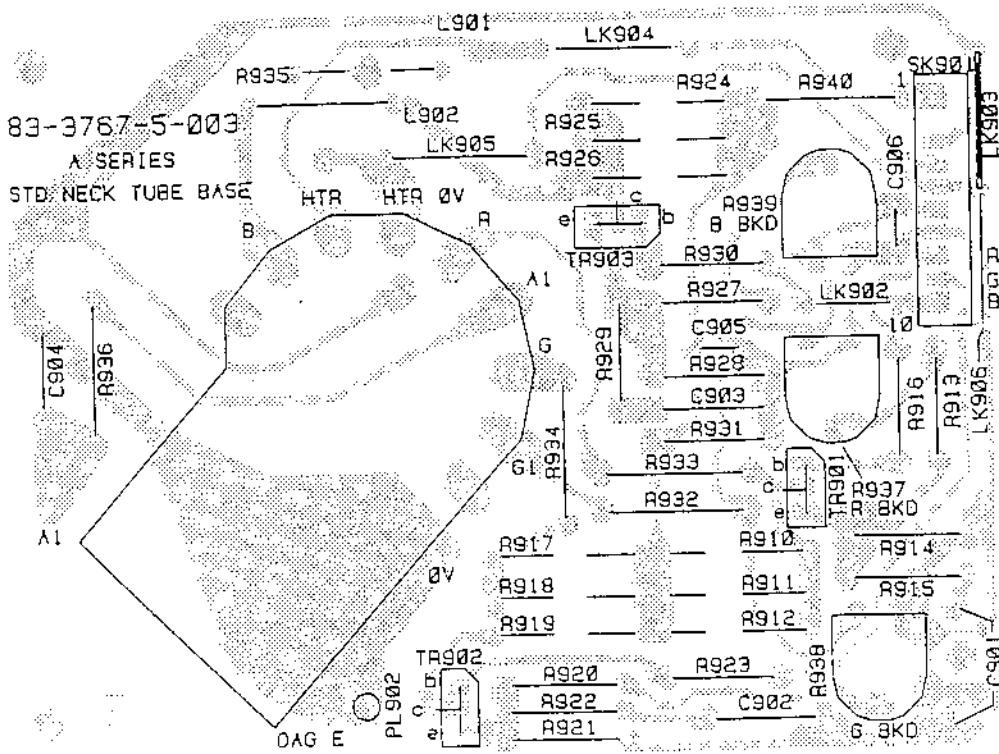 L901
LK904
R935
R924
R940
SK901
1
83-3767-5-003
L902
R925
LK903
A SERIES
LK905
R926
C906
STD NECK TUBE BASE
HTR
HTR 0V
c
R939
B
R
e
b
B BKD
TR903
R930
R
A1
R927
LK902
G
B
C905
10
G
R929
R928
C904
R936
C903
R916
R913
LK906
R931
R934
G1
R933
b
c
TR901
R937
R932
e
R BKD
A1
R917
R910
R914
0V
R918
R911
R915
R919
R912
TR902
R938
C901
b
R920
R923
c
PL902
R922
C902
e
R921
DAG E
G BKD